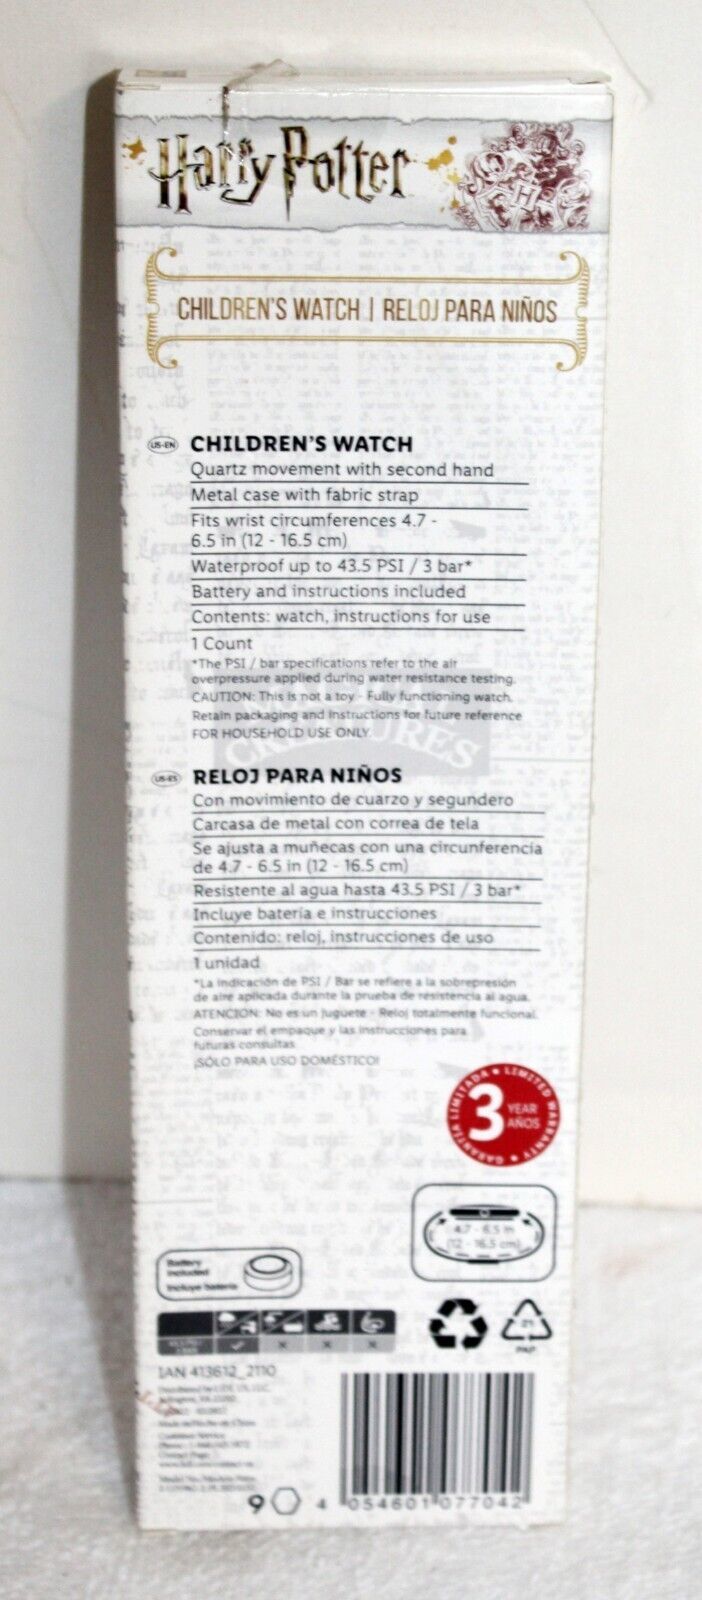 Harry Potter
CHILDREN'S WATCH | RELOJ PARA NIÑOS
US-EN
CHILDREN'S WATCH
Quartz movement with second hand
Metal case with fabric strap
Fits wrist circumferences 4.7 -
6.5 in (12 - 16.5 cm)
Waterproof up to 43.5 PSI / 3 bar*
Battery and instructions included
Contents: watch, instructions for use
1 Count
*The PSI / bar specifications refer to the air
overpressure applied during water resistance testing.
CAUTION: This is not a toy - Fully functioning watch.
Retain packaging and instructions for future reference
FOR HOUSEHOLD USE ONLY.
CREATURES
US-ES
RELOJ PARA NIÑOS
Con movimiento de cuarzo y segundero
Carcasa de metal con correa de tela
Se ajusta a muñecas con una circunferencia
de 4.7 - 6.5 in (12 - 16.5 cm)
Resistente al agua hasta 43.5 PSI / 3 bar*
Incluye batería e instrucciones
Contenido: reloj, instrucciones de uso
1 unidad
*La indicación de PSI / Bar se refiere a la sobrepresión
de aire aplicada durante la prueba de resistencia al agua.
ATENCIÓN: No es un juguete - Reloj totalmente funcional.
Conservar el empaque y las instrucciones para
futuras consultas.
¡SÓLO PARA USO DOMÉSTICO!
LIMITED WARRANTY • GARANTÍA LIMITADA
3 YEAR
AÑOS
4.7 - 6.5 in
(12 - 16.5 cm)
Battery
included
Incluye batería
21
PAP
IAN 413612_2110
Customer Service
9
4 054601 077042